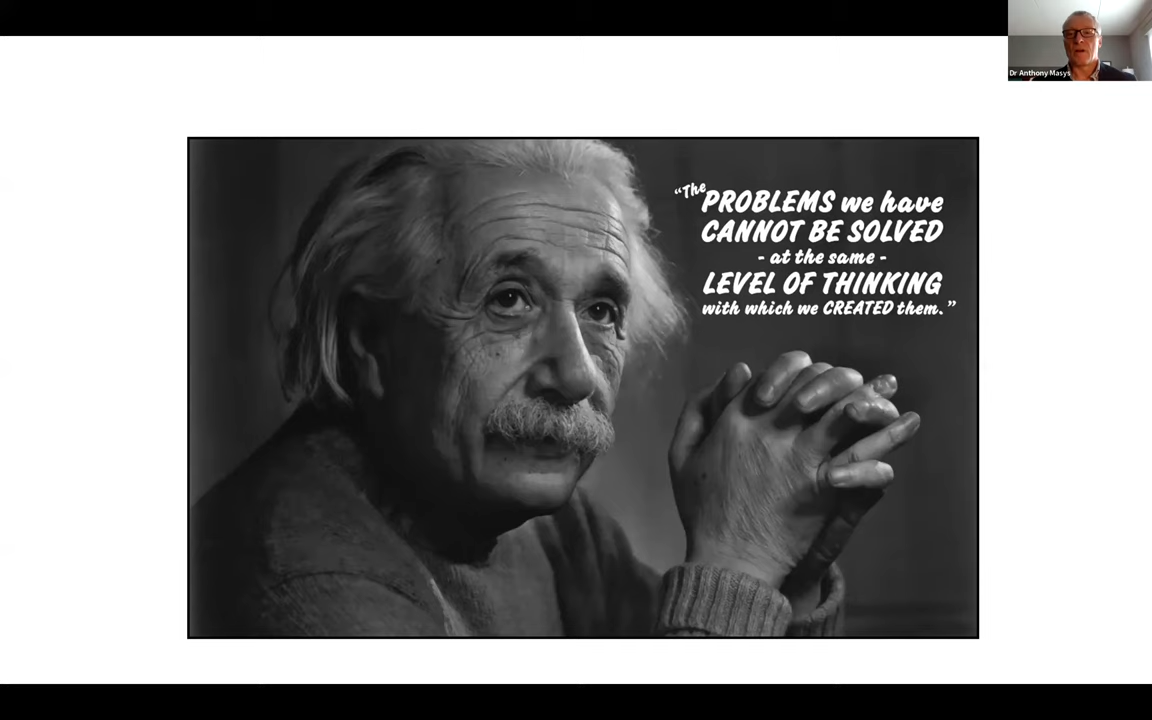 Dr Anthony Masys
“The PROBLEMS we have
CANNOT BE SOLVED
- at the same -
LEVEL OF THINKING
with which we CREATED them.”